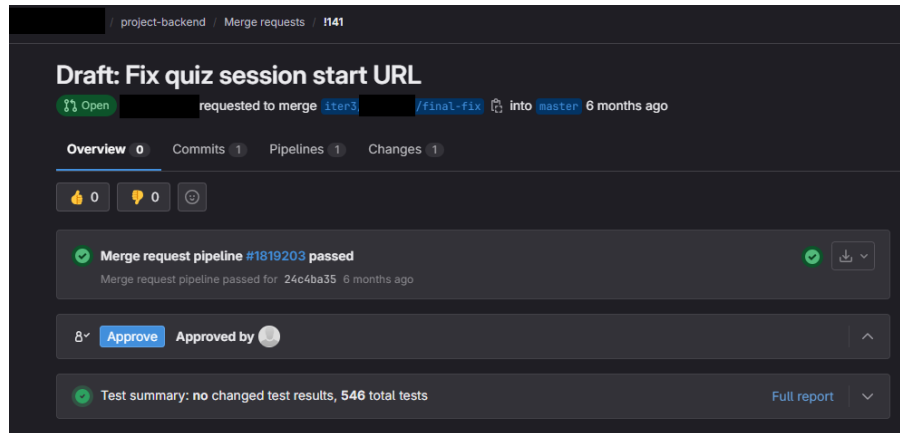 / project-backend / Merge requests / !141
Draft: Fix quiz session start URL
Open requested to merge iter3/ /final-fix into master 6 months ago
Overview 0 Commits 1 Pipelines 1 Changes 1
👍 0 👎 0
Merge request pipeline #1819203 passed
Merge request pipeline passed for 24c4ba35 6 months ago
Approve Approved by
Test summary: no changed test results, 546 total tests Full report